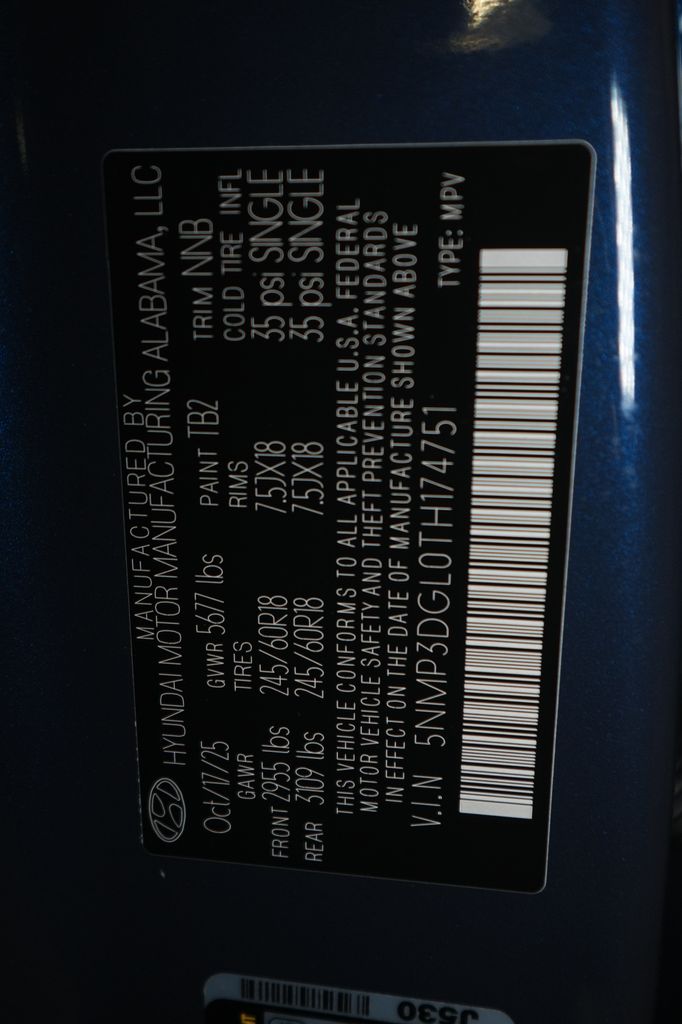 MANUFACTURED BY
HYUNDAI MOTOR MANUFACTURING ALABAMA, LLC
Oct/17/25 GVWR 5677 lbs PAINT TB2 TRIM NNB
GAWR TIRES RIMS COLD TIRE INFL
FRONT 2955 lbs 245/60R18 7.5JX18 35 psi SINGLE
REAR 3109 lbs 245/60R18 7.5JX18 35 psi SINGLE
THIS VEHICLE CONFORMS TO ALL APPLICABLE U.S.A. FEDERAL
MOTOR VEHICLE SAFETY AND THEFT PREVENTION STANDARDS
IN EFFECT ON THE DATE OF MANUFACTURE SHOWN ABOVE
V.I.N 5NMP3DGL0TH174751 TYPE: MPV
J530